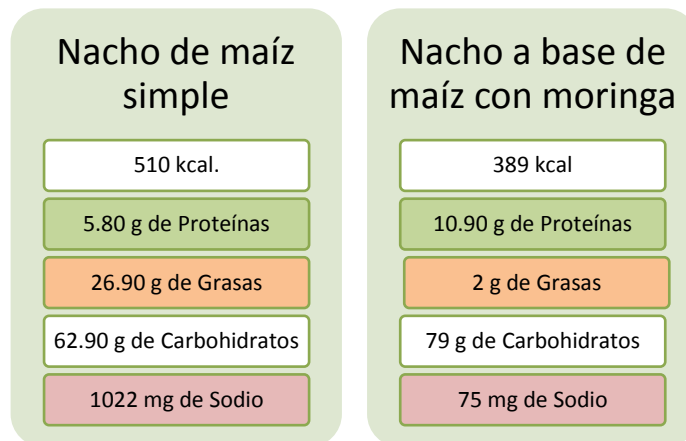 Nacho de maíz
simple
510 kcal.
5.80 g de Proteínas
26.90 g de Grasas
62.90 g de Carbohidratos
1022 mg de Sodio
Nacho a base de
maíz con moringa
389 kcal
10.90 g de Proteínas
2 g de Grasas
79 g de Carbohidratos
75 mg de Sodio